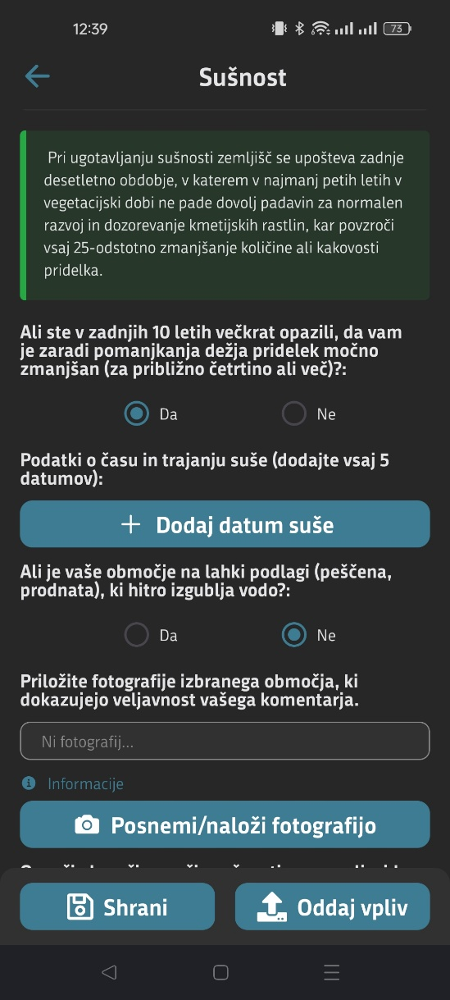 12:39
73
Sušnost
Pri ugotavljanju sušnosti zemljišč se upošteva zadnje
desetletno obdobje, v katerem v najmanj petih letih v
vegetacijski dobi ne pade dovolj padavin za normalen
razvoj in dozorevanje kmetijskih rastlin, kar povzroči
vsaj 25-odstotno zmanjšanje količine ali kakovosti
pridelka.
Ali ste v zadnjih 10 letih večkrat opazili, da vam
je zaradi pomanjkanja dežja pridelek močno
zmanjšan (za približno četrtino ali več)?:
Da Ne
Podatki o času in trajanju suše (dodajte vsaj 5
datumov):
Dodaj datum suše
Ali je vaše območje na lahki podlagi (peščena,
prodnata), ki hitro izgublja vodo?:
Da Ne
Priložite fotografije izbranega območja, ki
dokazujejo veljavnost vašega komentarja.
Ni fotografij...
Informacije
Posnemi/naloži fotografijo
Shrani Oddaj vpliv